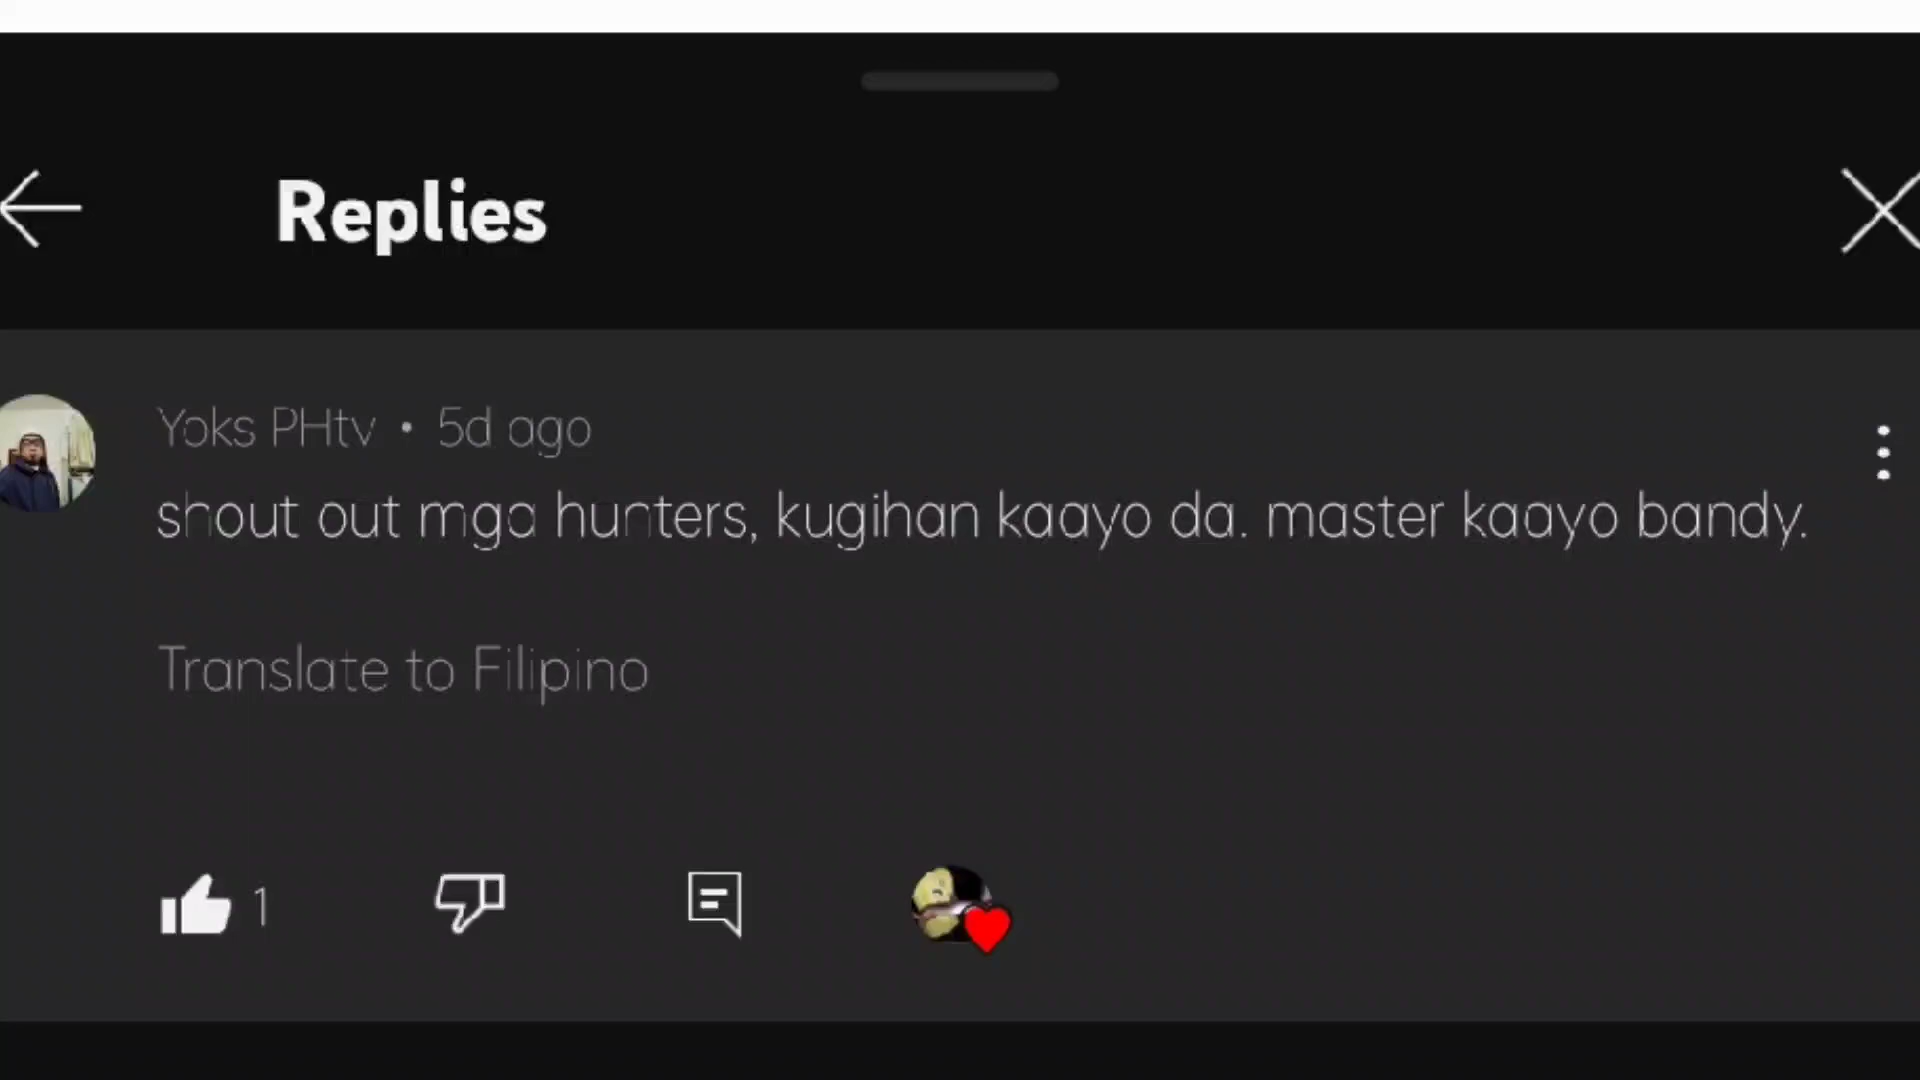 Replies
Yoks PHtv • 5d ago
shout out mga hunters, kugihan kaayo da. master kaayo bandy.
Translate to Filipino
1